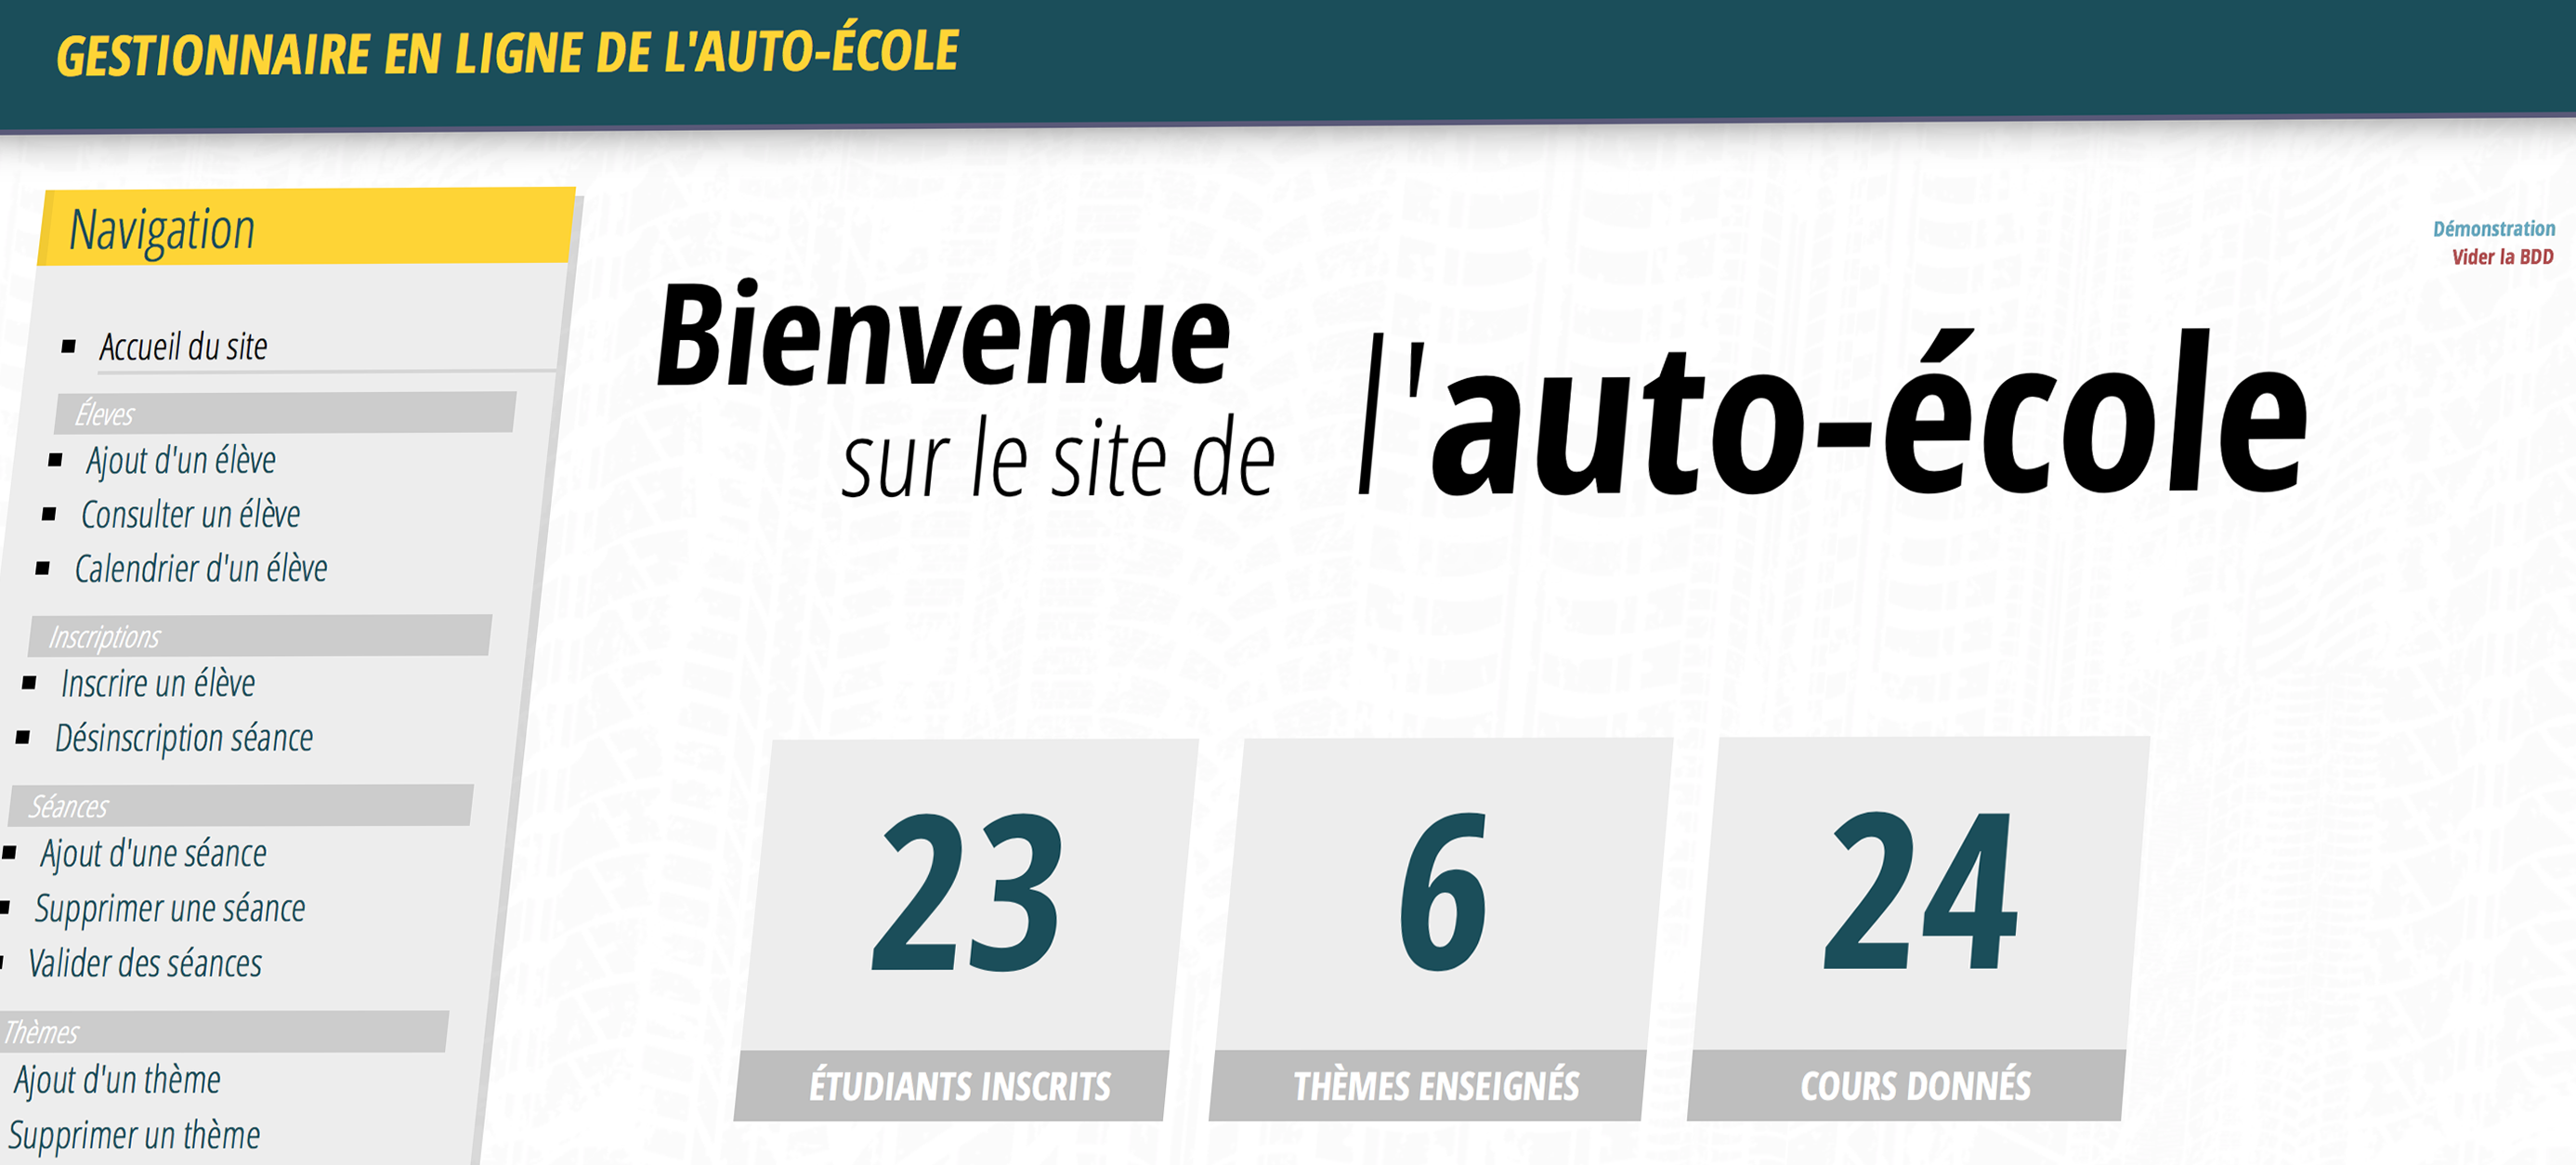 GESTIONNAIRE EN LIGNE DE L'AUTO-ÉCOLE
Navigation
Accueil du site
Éleves
Ajout d'un élève
Consulter un élève
Calendrier d'un élève
Inscriptions
Inscrire un élève
Désinscription séance
Séances
Ajout d'une séance
Supprimer une séance
Valider des séances
Thèmes
Ajout d'un thème
Supprimer un thème
Démonstration
Vider la BDD
Bienvenue
sur le site de l'auto-école
23
ÉTUDIANTS INSCRITS
6
THÈMES ENSEIGNÉS
24
COURS DONNÉS